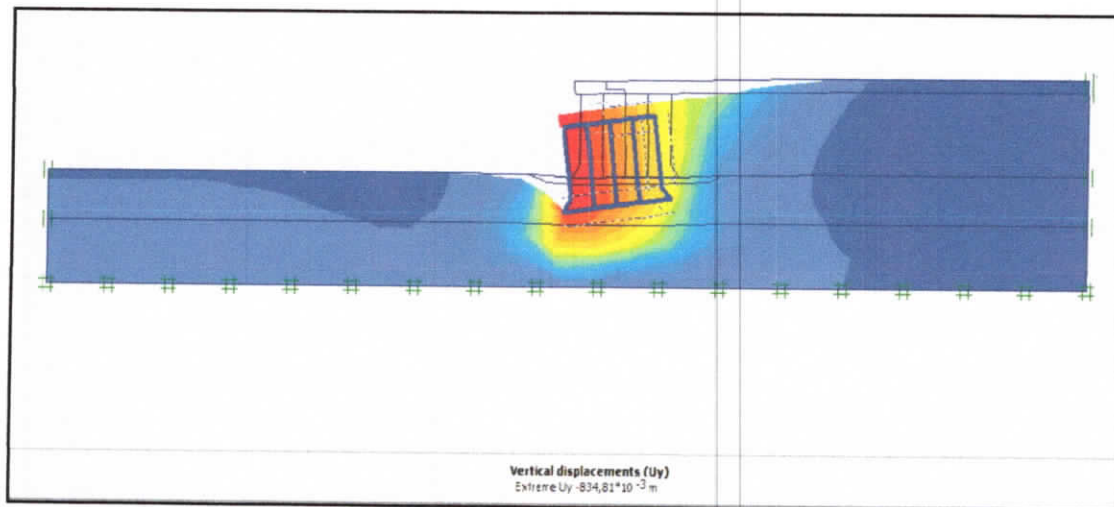 Vertical displacements (Uy)
Extreme Uy -834,81*10 -3 m